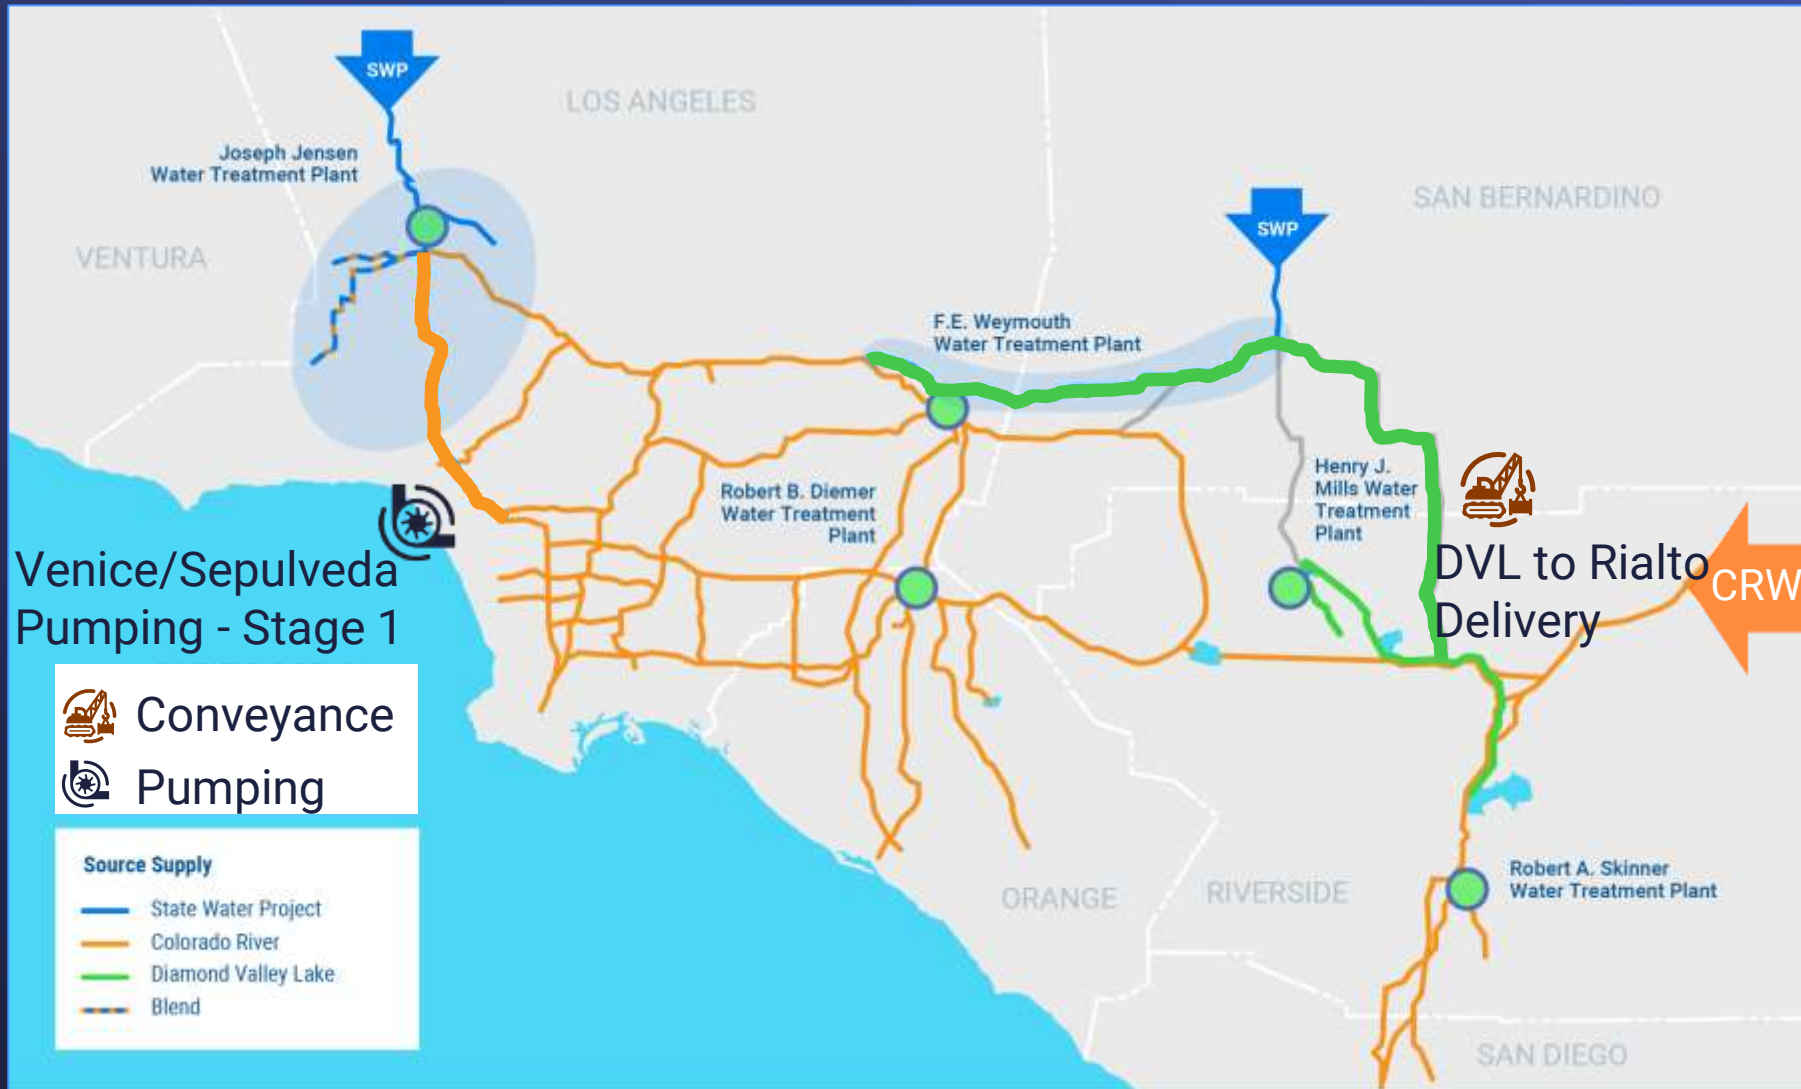 SWP
LOS ANGELES
Joseph Jensen
Water Treatment Plant
SAN BERNARDINO
SWP
VENTURA
F.E. Weymouth
Water Treatment Plant
Henry J.
Mills Water
Treatment
Plant
Robert B. Diemer
Water Treatment
Plant
Venice/Sepulveda
Pumping - Stage 1
DVL to Rialto
Delivery
CRW
Conveyance
Pumping
Source Supply
State Water Project
Colorado River
Diamond Valley Lake
Blend
ORANGE
RIVERSIDE
Robert A. Skinner
Water Treatment Plant
SAN DIEGO